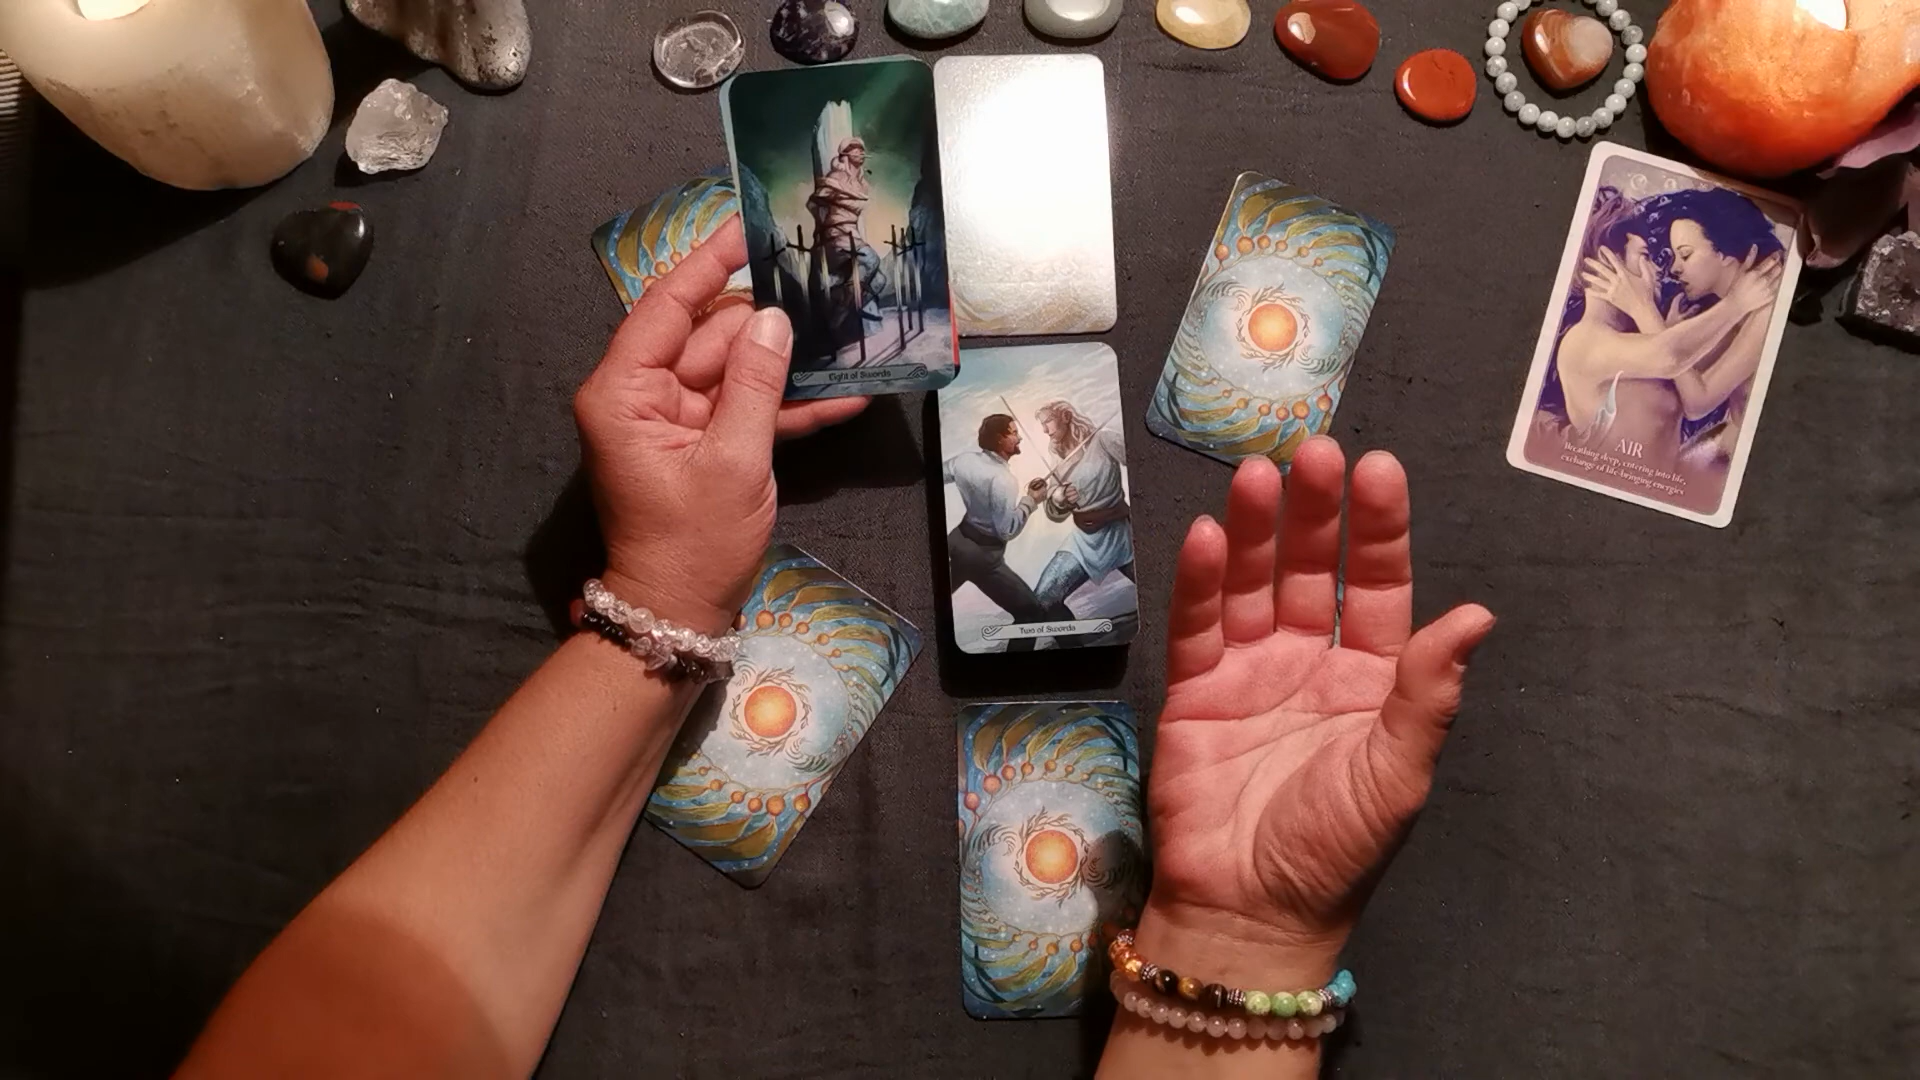 Eight of Swords
Two of Swords
AIR
Breathing deep, entering into life,
exchange of life-bringing energies